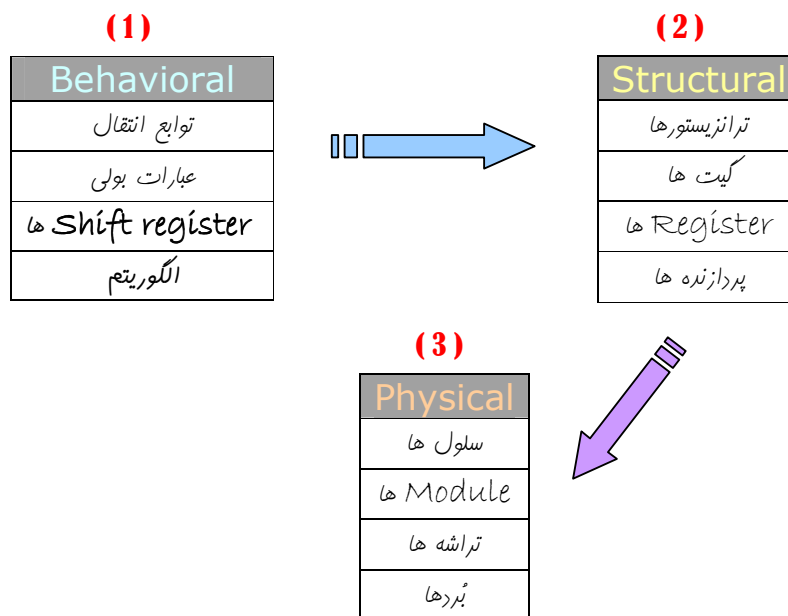 (1)
Behavioral
توابع انتقال
عبارات بولی
Shift register ها
الگوریتم
(2)
Structural
ترانزیستورها
گیت ها
Register ها
پردازنده ها
(3)
Physical
سلول ها
Module ها
تراشه ها
بُردها